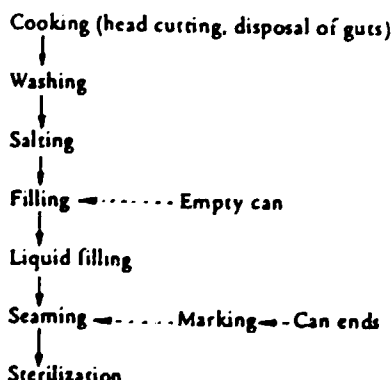 Cooking (head cutting, disposal of guts)
Washing
Salting
Filling Empty can
Liquid filling
Seaming Marking Can ends
Sterilization